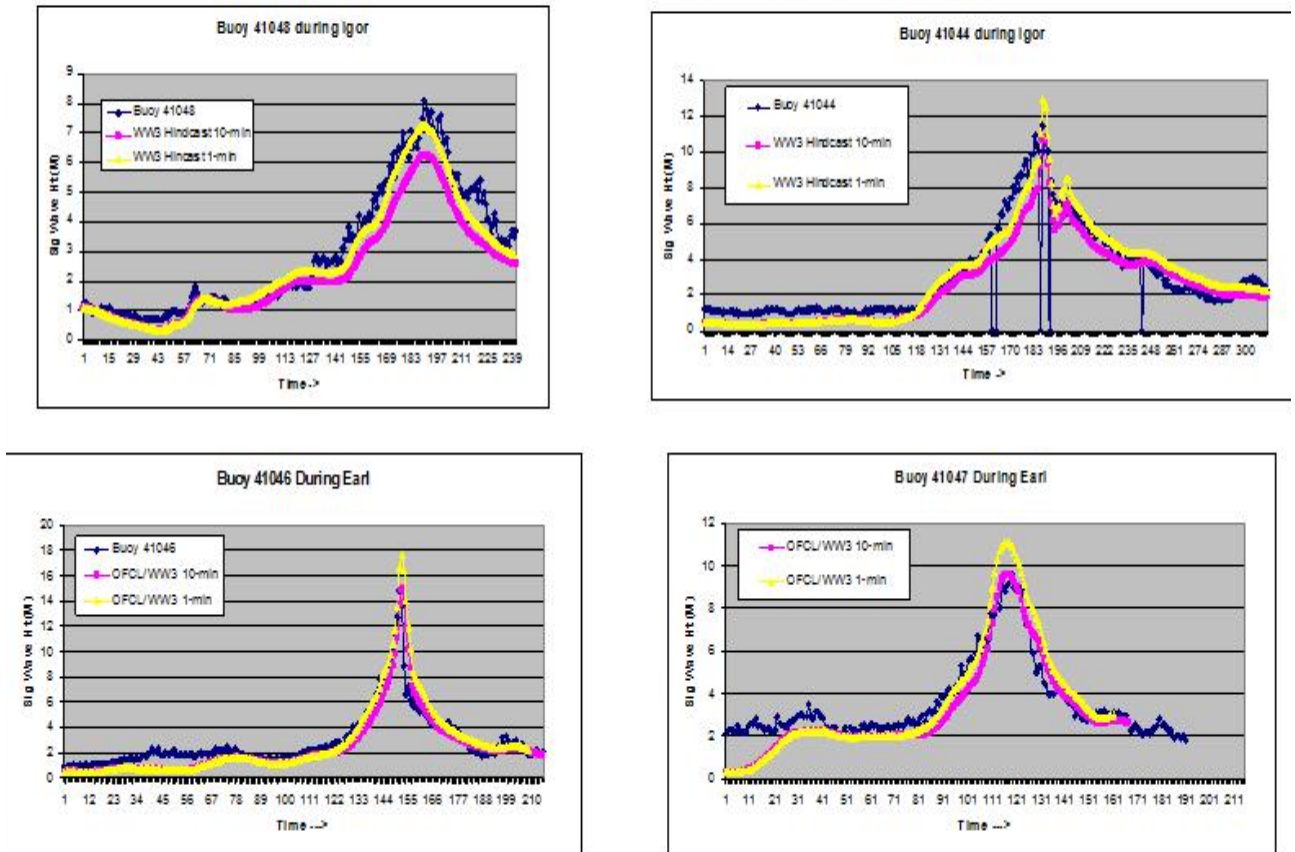 Buoy 41048 during Igor
Sig Wave Ht (M)
9
8
7
6
5
4
3
2
1
0
Buoy 41048
WW3 Hindcast 10-min
WW3 Hincast 1-min
1 15 29 43 57 71 85 99 113 127 141 155 169 183 197 211 225 239
Time ->
Buoy 41044 during Igor
Sig Wave Ht (M)
14
12
10
8
6
4
2
0
Buoy 41044
WW3 Hindcast 10-min
WW3 Hindcast 1-min
1 14 27 40 53 66 79 92 105 118 131 144 157 170 183 196 209 222 235 248 261 274 287 300
Time ->
Buoy 41046 During Earl
Sig Wave Ht (M)
20
18
16
14
12
10
8
6
4
2
0
Buoy 41046
OFCL/WW3 10-min
OFCL/WW3 1-min
1 12 23 34 45 56 67 78 89 100 111 122 133 144 155 166 177 188 199 210
Time --->
Buoy 41047 During Earl
Sig Wave Ht (M)
12
10
8
6
4
2
0
OFCL/WW3 10-min
OFCL/WW3 1-min
1 11 21 31 41 51 61 71 81 91 101 111 121 131 141 151 161 171 181 191 201 211
Time --->